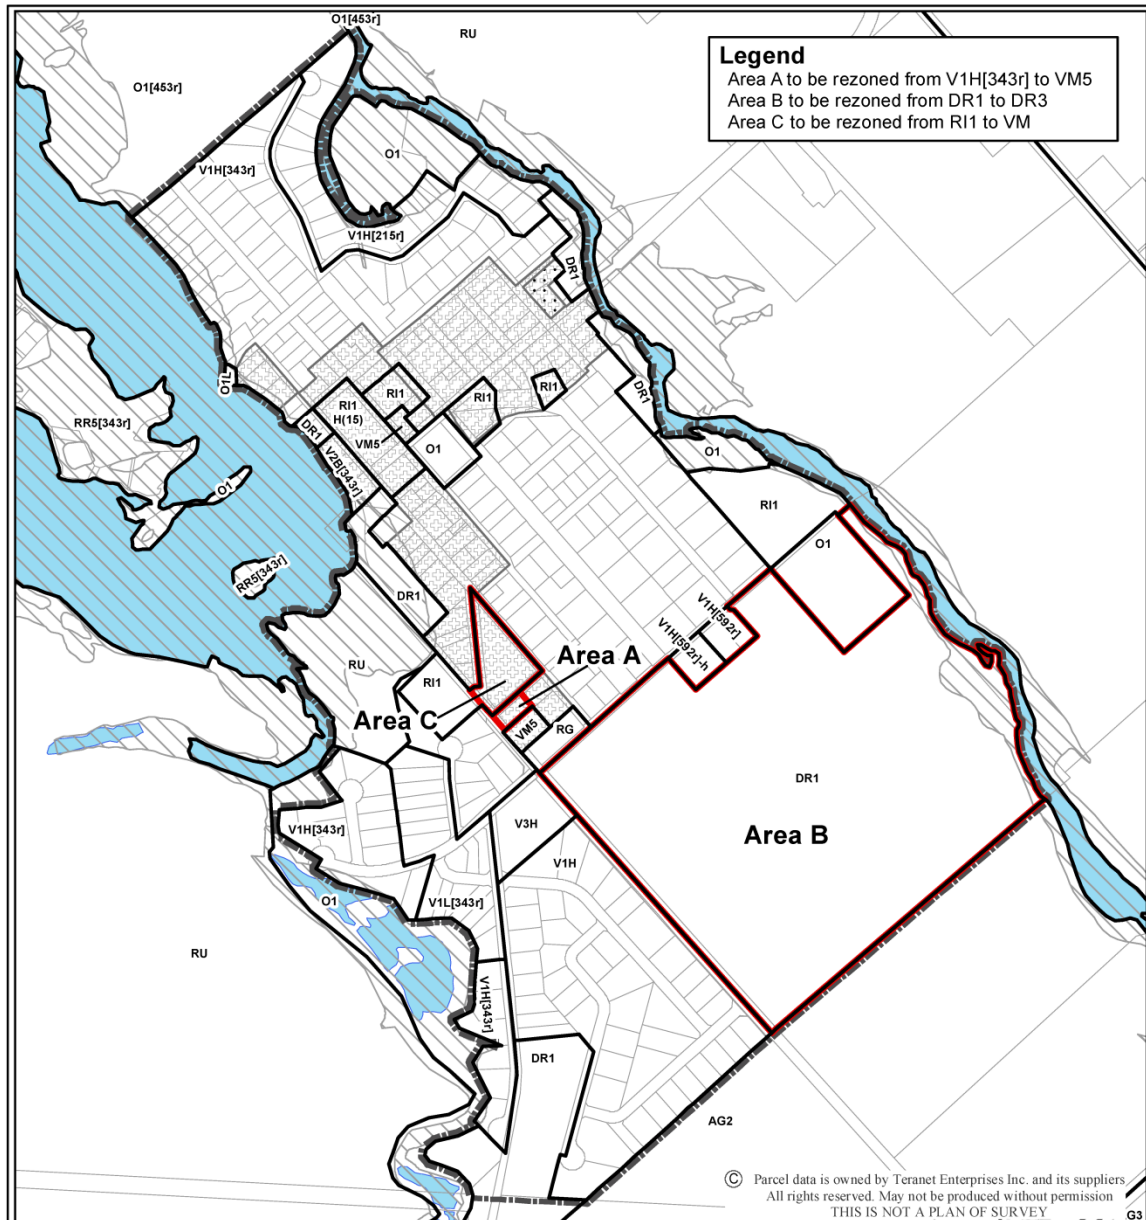 O1[453r]
RU
Legend
Area A to be rezoned from V1H[343r] to VM5
Area B to be rezoned from DR1 to DR3
Area C to be rezoned from RI1 to VM
O1[453r]
O1
V1H[343r]
V1H[215r]
DR1
O1L
RI1
RI1
RI1
RI1
H(15)
DR1
DR1
RR5[343r]
VM5
O1
V2B[343r]
O1
O1
RI1
O1
RR5[343r]
DR1
V1H[592r]
V1H[592r]-h
Area A
RU
RI1
Area C
VM5
RG
DR1
Area B
V1H[343r]
V3H
V1H
O1
V1L[343r]
RU
V1H[343r]
DR1
AG2
© Parcel data is owned by Teranet Enterprises Inc. and its suppliers
All rights reserved. May not be produced without permission
THIS IS NOT A PLAN OF SURVEY
G3